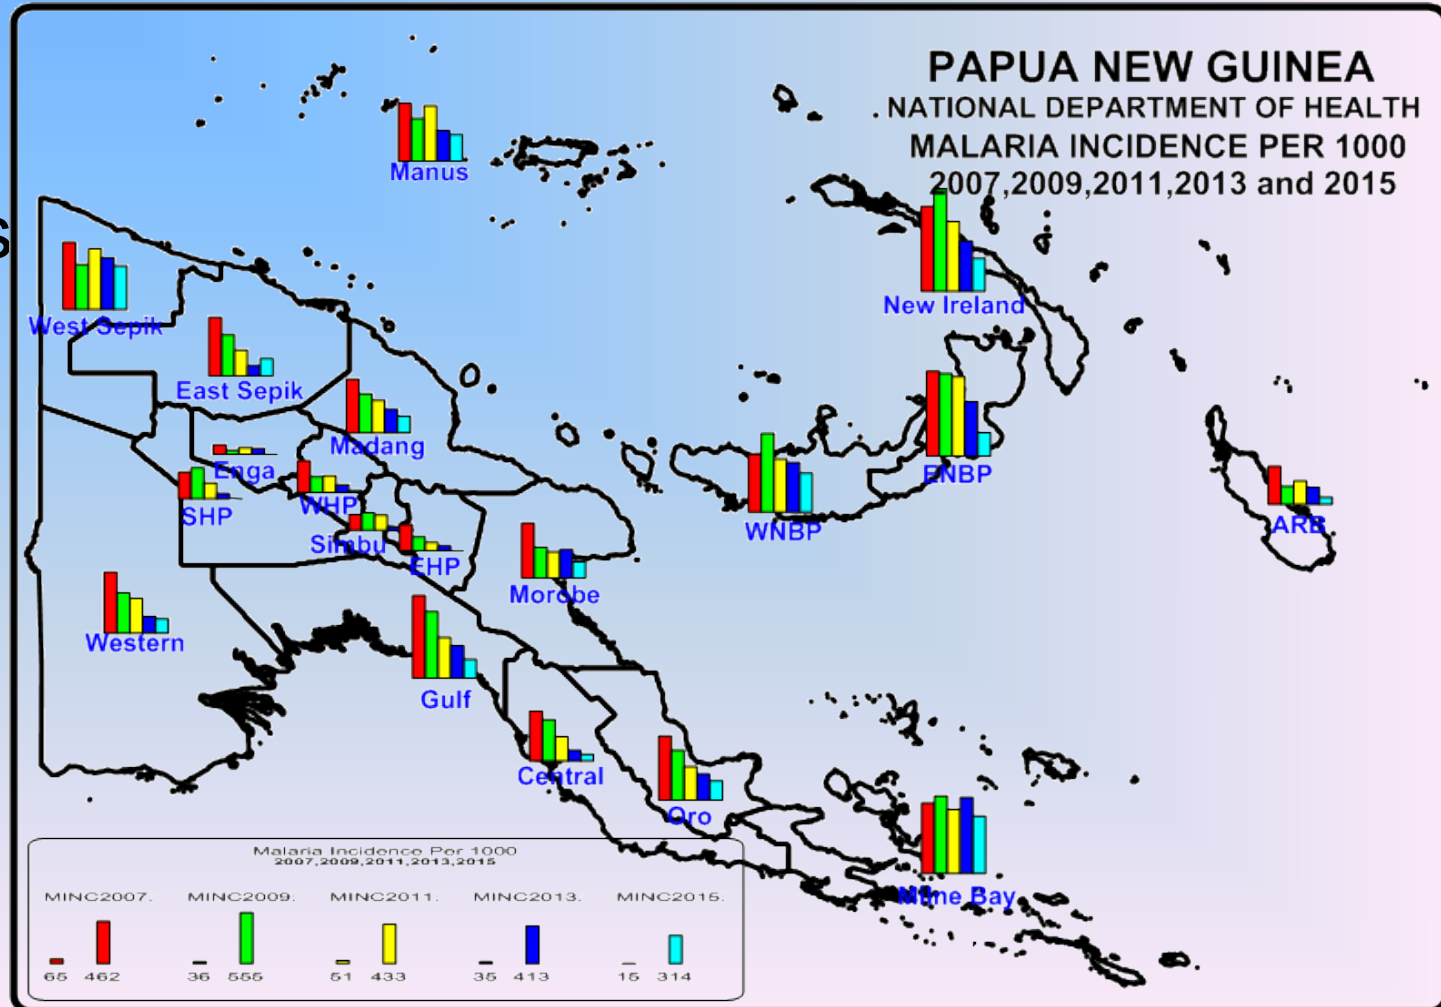 PAPUA NEW GUINEA
. NATIONAL DEPARTMENT OF HEALTH
MALARIA INCIDENCE PER 1000
2007,2009,2011,2013 and 2015
Manus
S
New Ireland
West Sepik
East Sepik
Madang
Enga
ENBP
WHP
SHP
WNBP
ARB
Simbu
EHP
Morobe
Western
Gulf
Central
Oro
Milne Bay
Malaria Incidence Per 1000
2007,2009,2011,2013,2015
MINC2007. MINC2009. MINC2011. MINC2013. MINC2015.
65 462 36 555 51 433 35 413 15 314